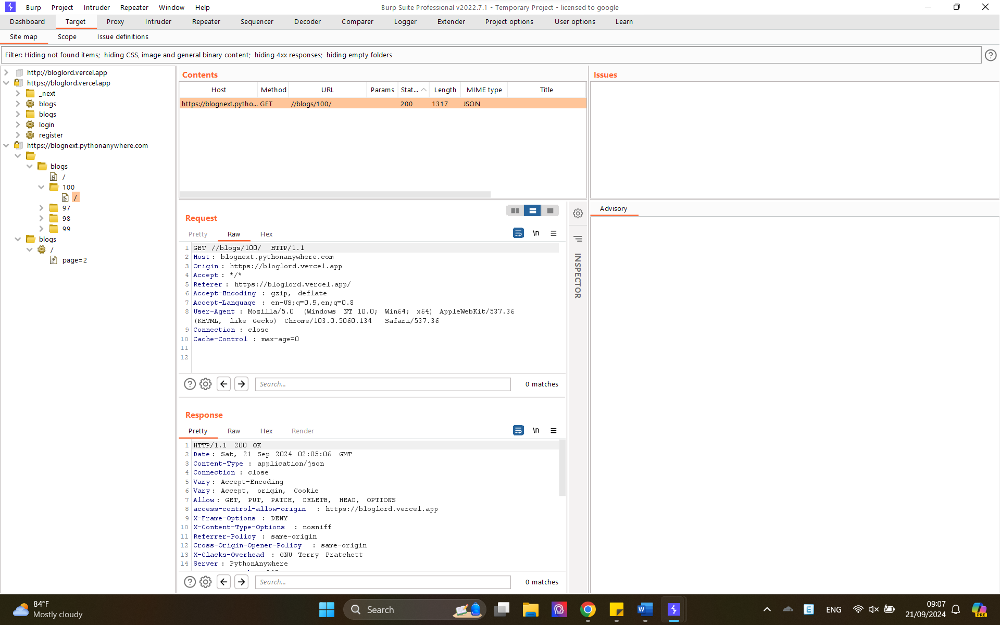 Burp Project Intruder Repeater Window Help
Burp Suite Professional v2022.7.1 - Temporary Project - licensed to google
Dashboard Target Proxy Intruder Repeater Sequencer Decoder Comparer Logger Extender Project options User options Learn
Site map Scope Issue definitions
Filter: Hiding not found items; hiding CSS, image and general binary content; hiding 4xx responses; hiding empty folders
http://bloglord.vercel.app
https://bloglord.vercel.app
_next
blogs
blogs
login
register
https://blognext.pythonanywhere.com
blogs
/
100
/
97
98
99
blogs
/
page=2
Contents
Host Method URL Params Stat... Length MIME type Title
https://blognext.pytho... GET //blogs/100/ 200 1317 JSON
Request
Pretty Raw Hex
\n
1 GET //blogs/100/ HTTP/1.1
2 Host: blognext.pythonanywhere.com
3 Origin: https://bloglord.vercel.app
4 Accept: */*
5 Referer: https://bloglord.vercel.app/
6 Accept-Encoding: gzip, deflate
7 Accept-Language: en-US;q=0.9,en;q=0.8
8 User-Agent: Mozilla/5.0 (Windows NT 10.0; Win64; x64) AppleWebKit/537.36
(KHTML, like Gecko) Chrome/103.0.5060.134 Safari/537.36
9 Connection: close
10 Cache-Control: max-age=0
11
12
Search...
0 matches
Response
Pretty Raw Hex Render
\n
1 HTTP/1.1 200 OK
2 Date: Sat, 21 Sep 2024 02:05:06 GMT
3 Content-Type: application/json
4 Connection: close
5 Vary: Accept-Encoding
6 Vary: Accept, origin, Cookie
7 Allow: GET, PUT, PATCH, DELETE, HEAD, OPTIONS
8 access-control-allow-origin: https://bloglord.vercel.app
9 X-Frame-Options: DENY
10 X-Content-Type-Options: nosniff
11 Referrer-Policy: same-origin
12 Cross-Origin-Opener-Policy: same-origin
13 X-Clacks-Overhead: GNU Terry Pratchett
14 Server: PythonAnywhere
Search...
0 matches
INSPECTOR
Issues
Advisory
84°F
Mostly cloudy
Search
ENG
09:07
21/09/2024
PRE